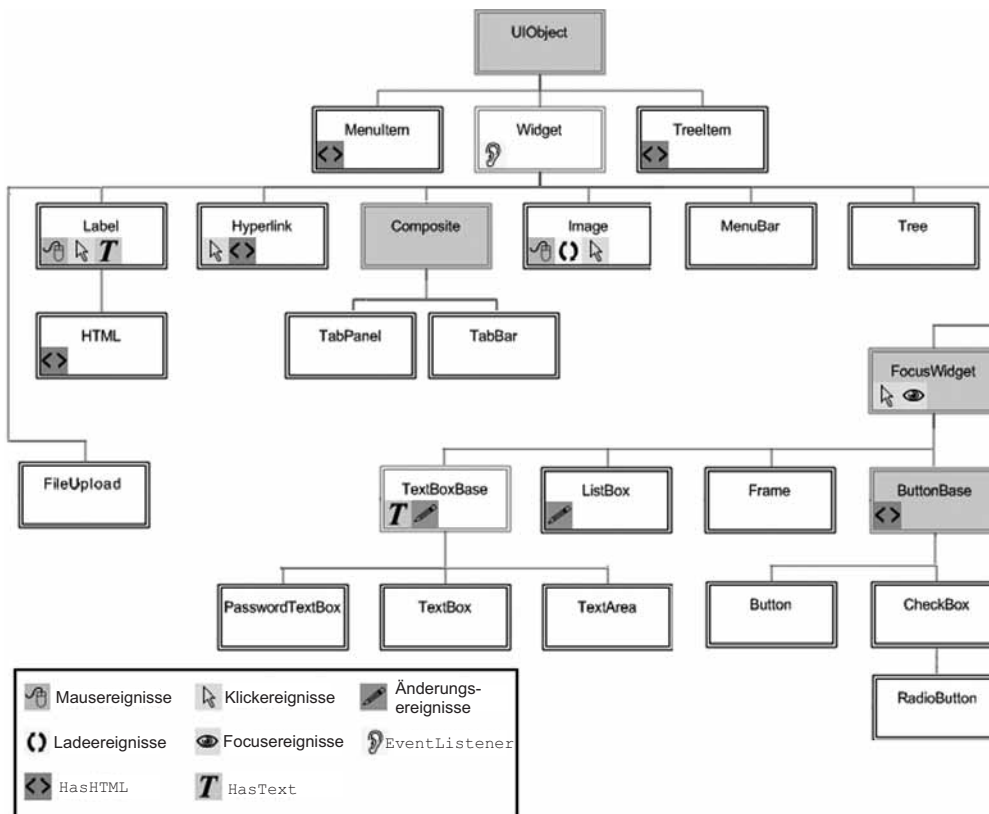 UIObject
MenuItem
Widget
TreeItem
Label
Hyperlink
Composite
Image
MenuBar
Tree
T
HTML
TabPanel
TabBar
FocusWidget
FileUpload
TextBoxBase
ListBox
Frame
ButtonBase
T
PasswordTextBox
TextBox
TextArea
Button
CheckBox
RadioButton
Mausereignisse
Klickereignisse
Änderungs-
ereignisse
Ladeereignisse
Focusereignisse
EventListener
<> HasHTML
T HasText